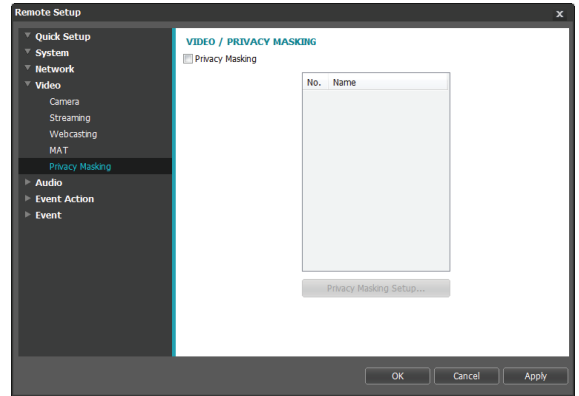 Remote Setup
x
Quick Setup
System
Network
Video
Camera
Streaming
Webcasting
MAT
Privacy Masking
Audio
Event Action
Event
VIDEO / PRIVACY MASKING
Privacy Masking
No. Name
Privacy Masking Setup...
OK Cancel Apply